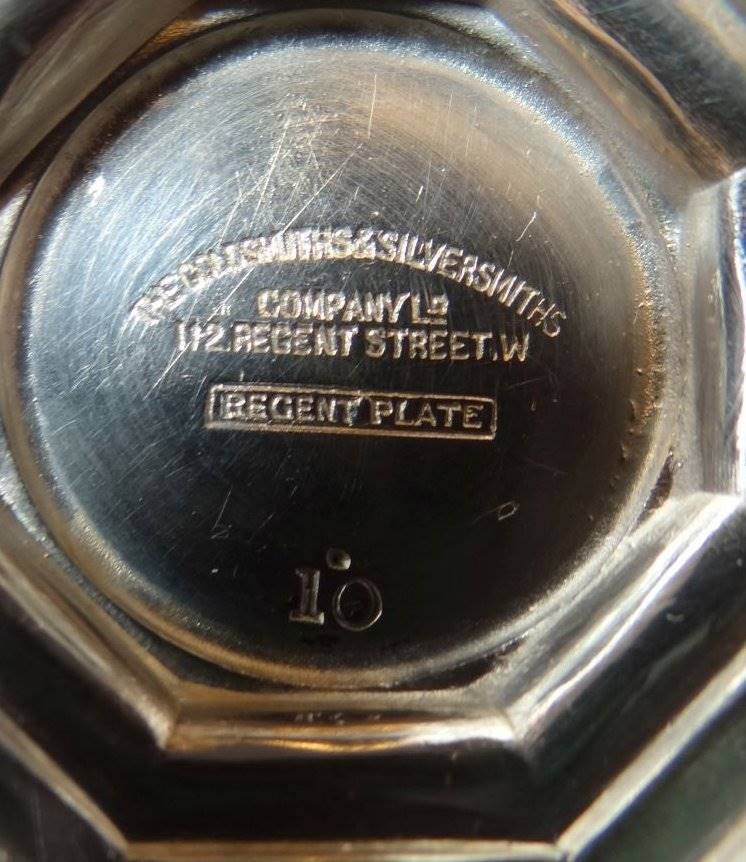 THE GOLDSMITHS & SILVERSMITHS
COMPANY LD
112. REGENT STREET. W
REGENT PLATE
10